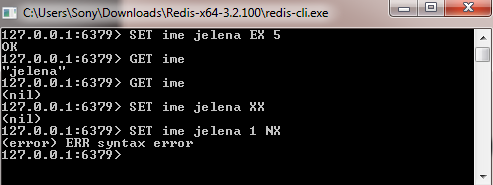 C:\Users\Sony\Downloads\Redis-x64-3.2.100\redis-cli.exe
127.0.0.1:6379> SET ime jelena EX 5
OK
127.0.0.1:6379> GET ime
"jelena"
127.0.0.1:6379> GET ime
(nil)
127.0.0.1:6379> SET ime jelena XX
(nil)
127.0.0.1:6379> SET ime jelena 1 NX
(error) ERR syntax error
127.0.0.1:6379>